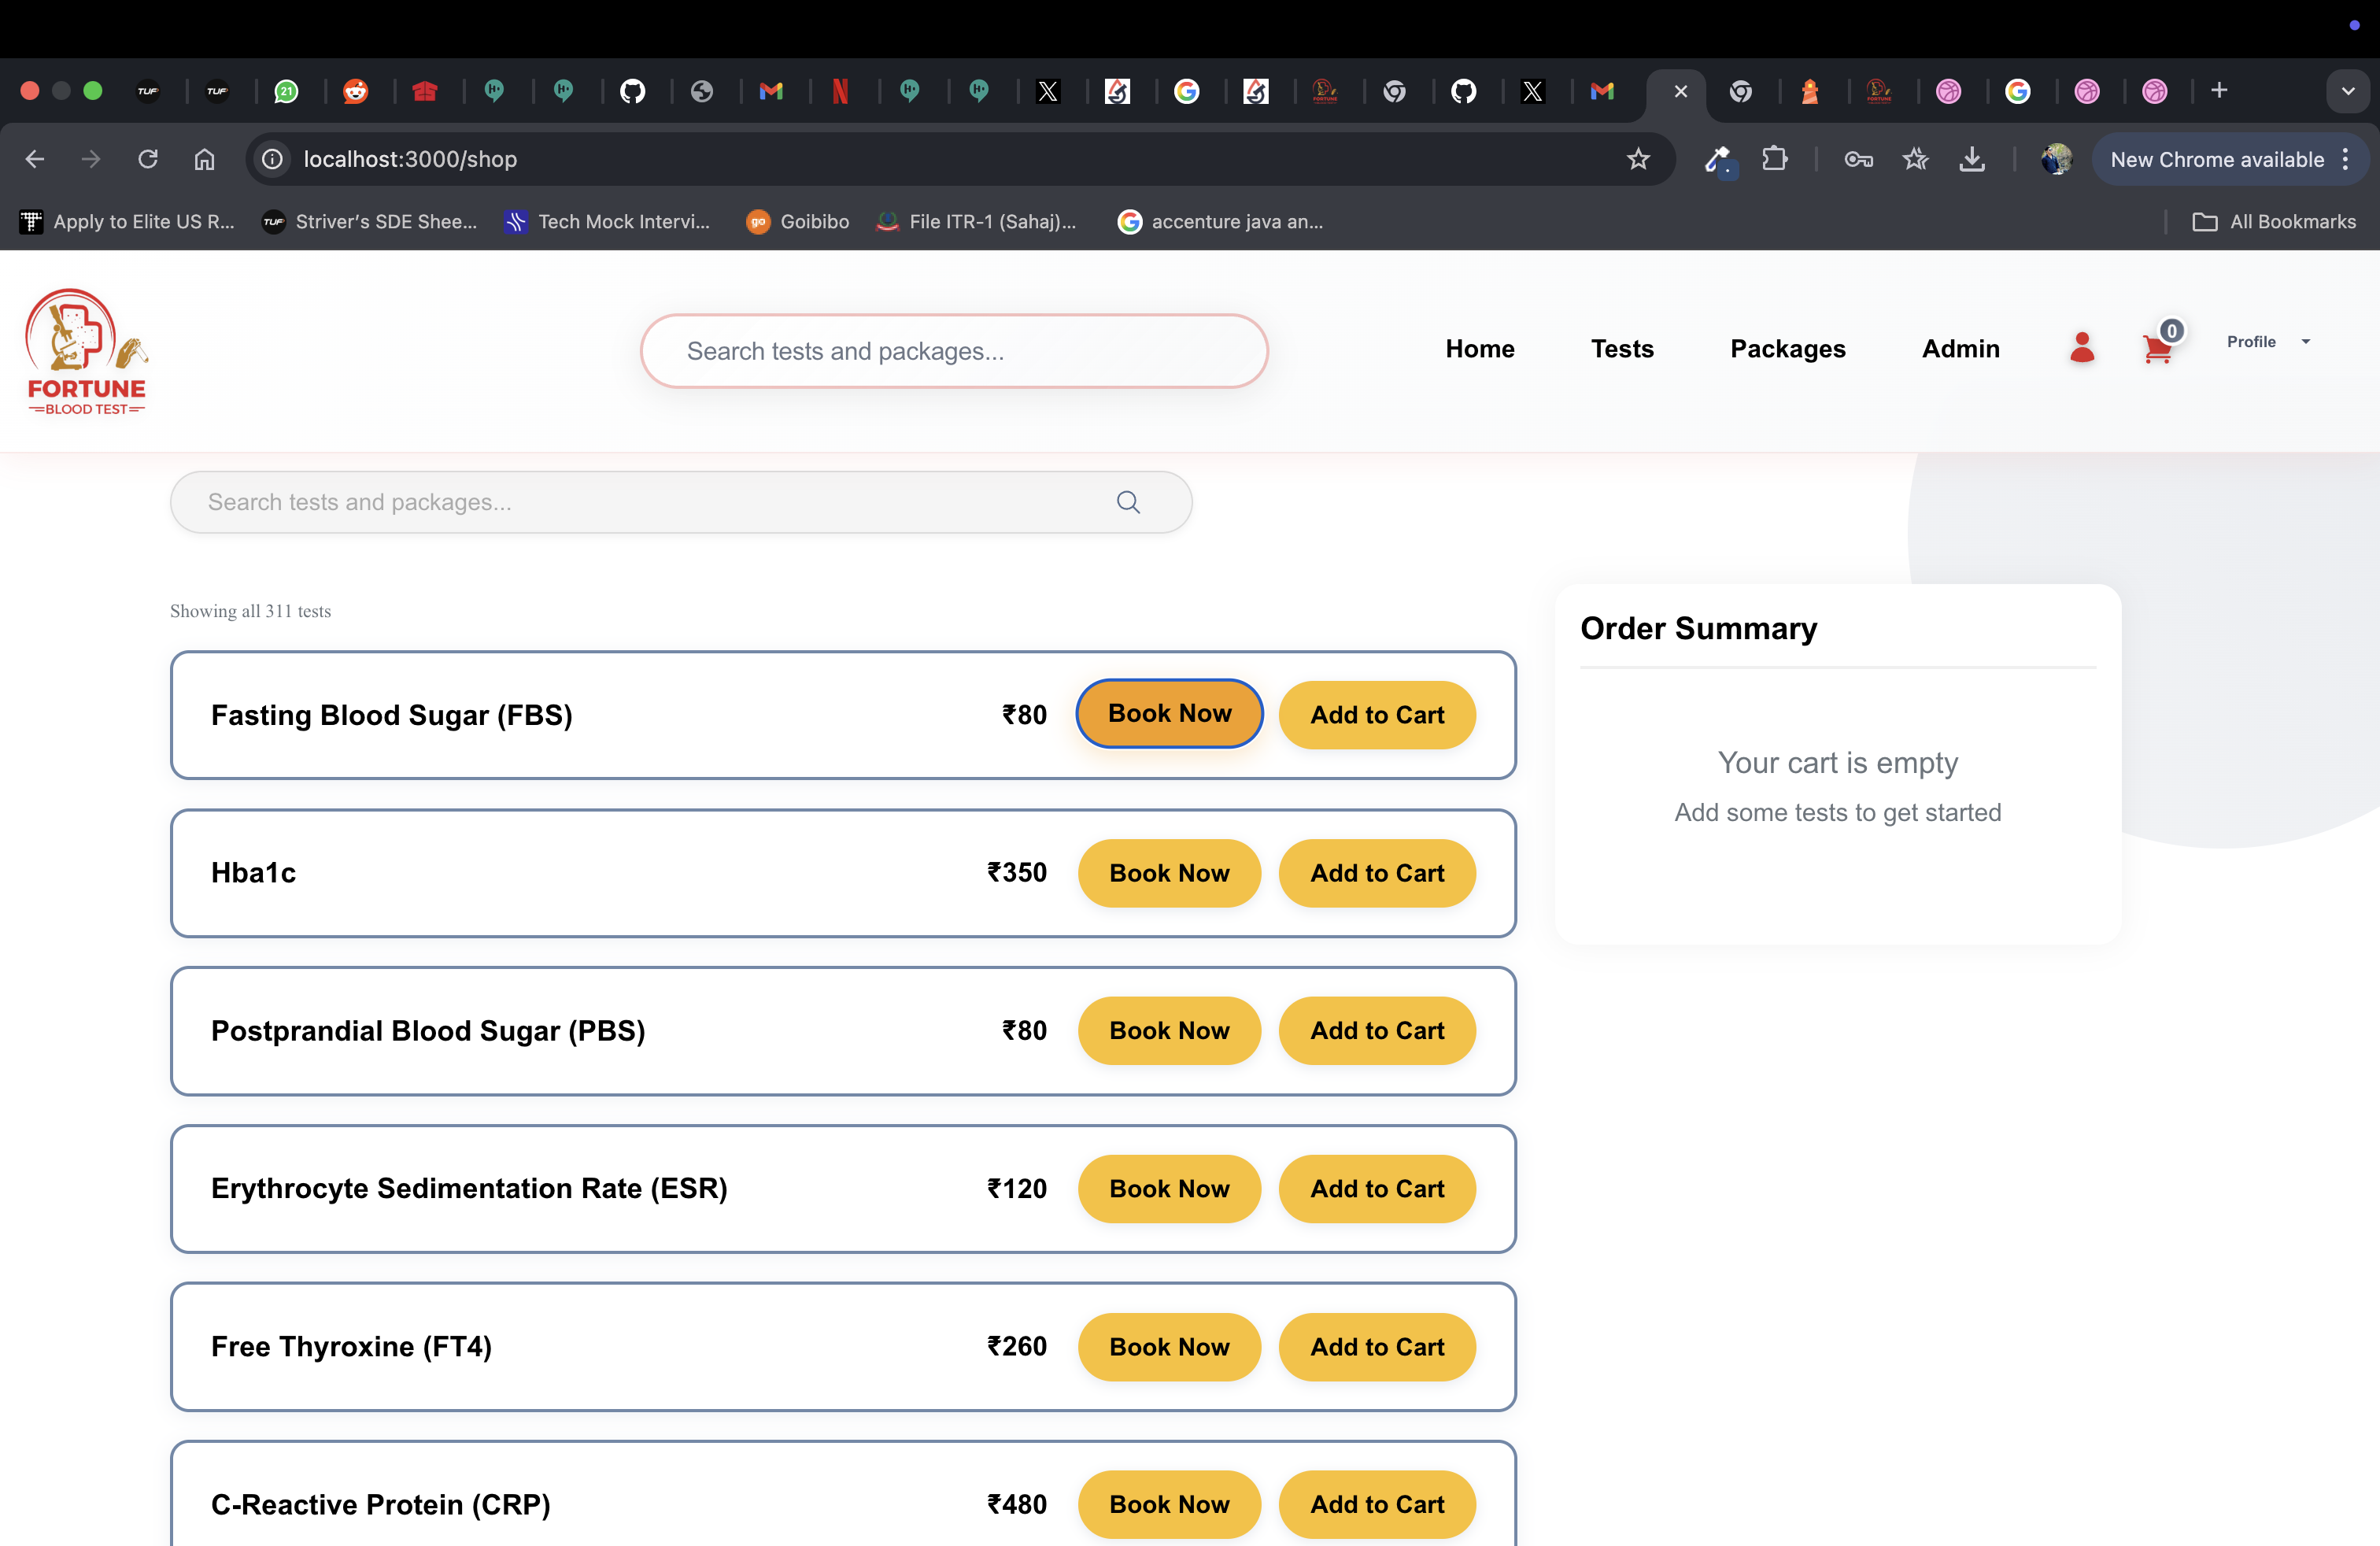 TUF
TUF
21
localhost:3000/shop
New Chrome available
Apply to Elite US R...
TUF
Striver's SDE Shee...
Tech Mock Intervi...
go
Goibibo
File ITR-1 (Sahaj)...
accenture java an...
All Bookmarks
FORTUNE
BLOOD TEST
Search tests and packages...
Home
Tests
Packages
Admin
0
Profile
Search tests and packages...
Showing all 311 tests
Fasting Blood Sugar (FBS)
₹80
Book Now
Add to Cart
Hba1c
₹350
Book Now
Add to Cart
Postprandial Blood Sugar (PBS)
₹80
Book Now
Add to Cart
Erythrocyte Sedimentation Rate (ESR)
₹120
Book Now
Add to Cart
Free Thyroxine (FT4)
₹260
Book Now
Add to Cart
C-Reactive Protein (CRP)
₹480
Book Now
Add to Cart
Order Summary
Your cart is empty
Add some tests to get started